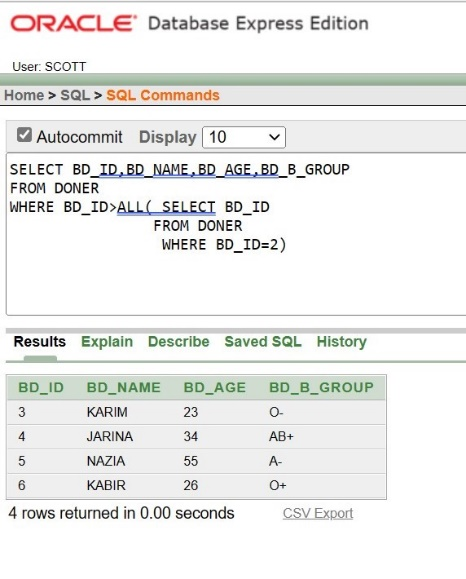 ORACLE Database Express Edition
User: SCOTT
Home > SQL > SQL Commands
Autocommit Display 10
SELECT BD_ID,BD_NAME,BD_AGE,BD_B_GROUP
FROM DONER
WHERE BD_ID>ALL( SELECT BD_ID
FROM DONER
WHERE BD_ID=2)
Results Explain Describe Saved SQL History
BD_ID BD_NAME BD_AGE BD_B_GROUP
3 KARIM 23 O-
4 JARINA 34 AB+
5 NAZIA 55 A-
6 KABIR 26 O+
4 rows returned in 0.00 seconds CSV Export